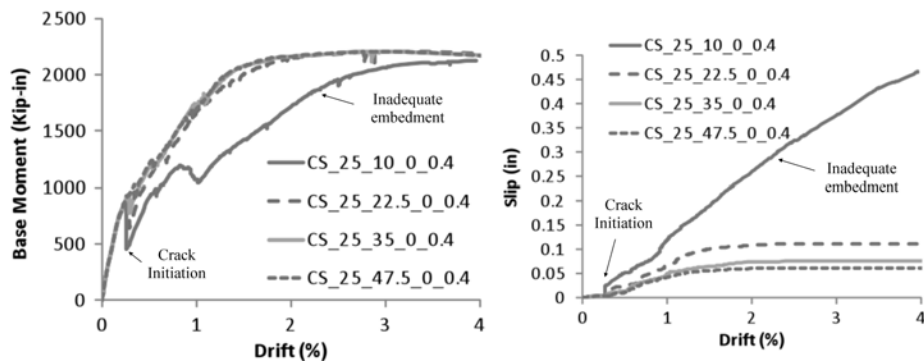 2500
2000
1500
1000
500
0
Base Moment (Kip-in)
Inadequate
embedment
CS_25_10_0_0.4
CS_25_22.5_0_0.4
CS_25_35_0_0.4
CS_25_47.5_0_0.4
Crack
Initiation
0 1 2 3 4
Drift (%)
CS_25_10_0_0.4
CS_25_22.5_0_0.4
CS_25_35_0_0.4
CS_25_47.5_0_0.4
0.5
0.45
0.4
0.35
0.3
0.25
0.2
0.15
0.1
0.05
0
Slip (in)
Inadequate
embedment
Crack
Initiation
0 1 2 3 4
Drift (%)